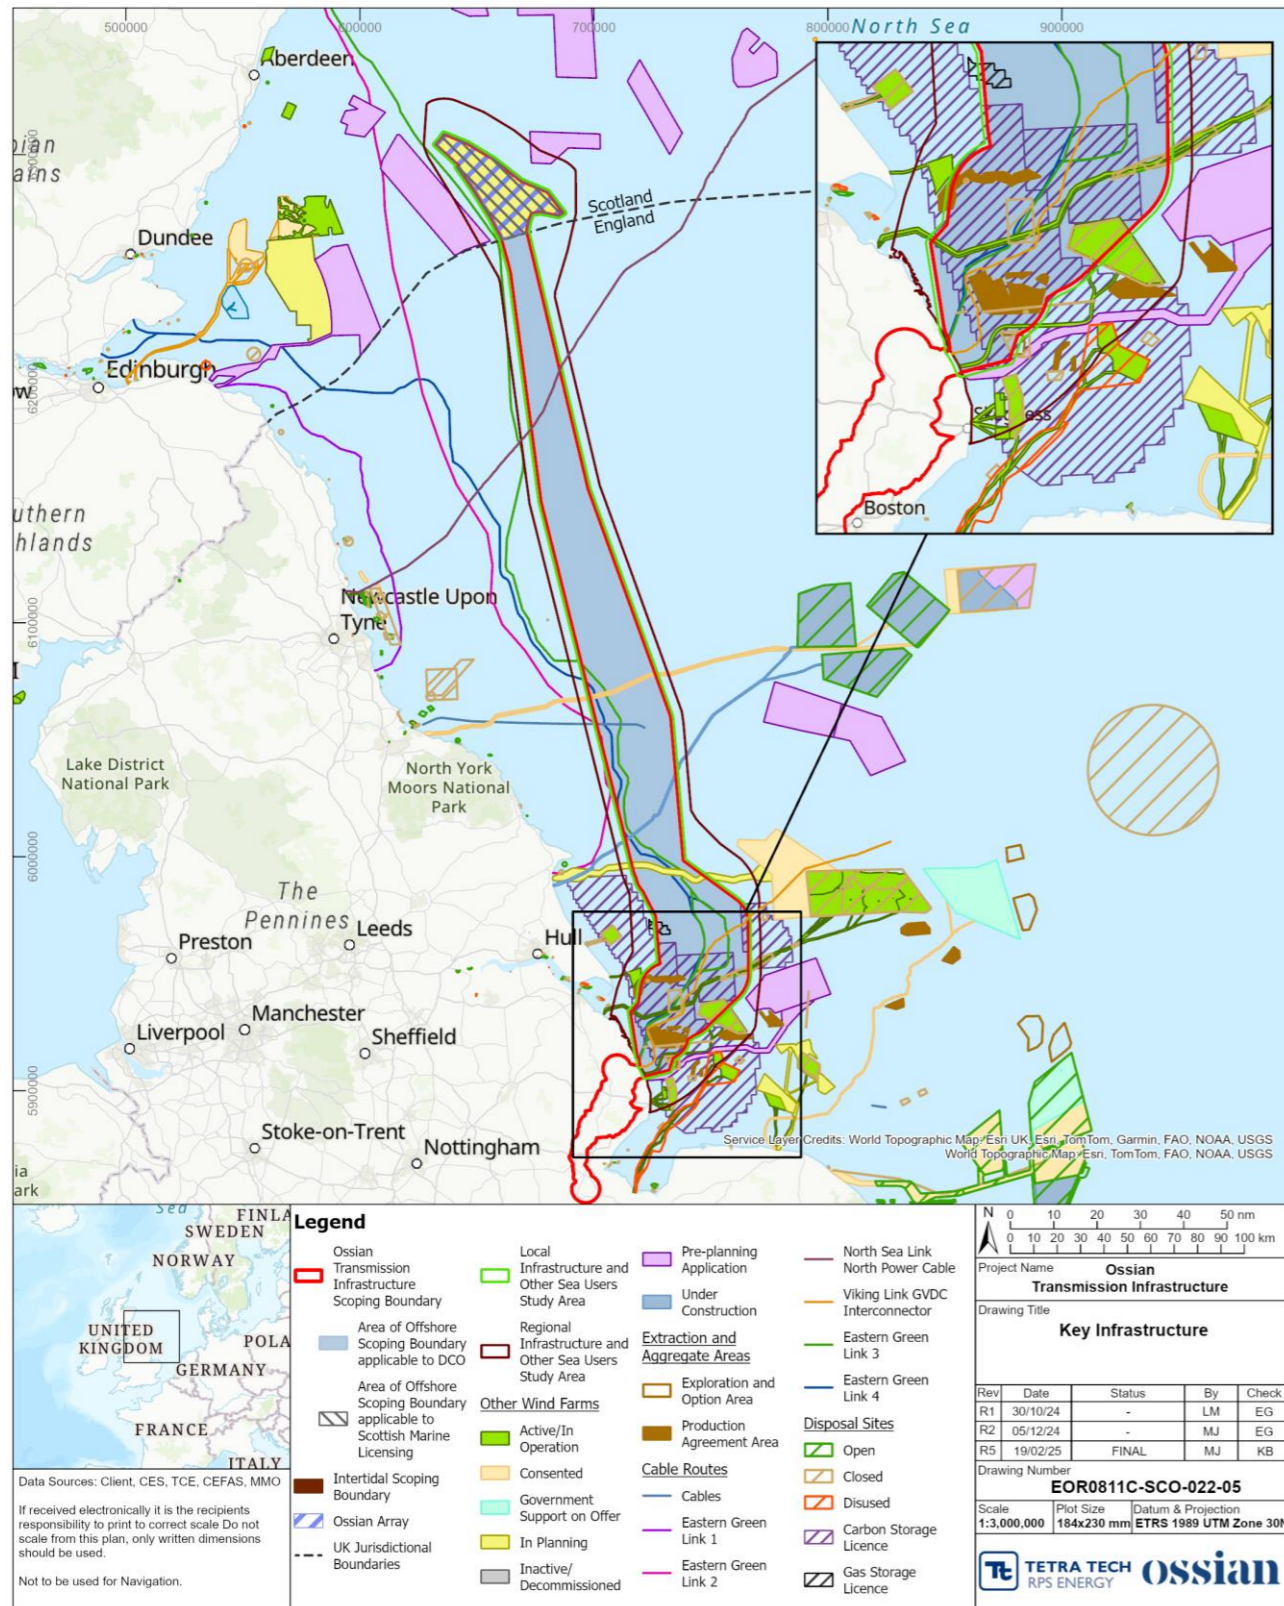 500000
600000
700000
800000
900000
North Sea
Aberdeen
Dundee
Edinburgh
Scotland
England
6200000
6100000
6000000
5900000
uthern
hlands
Newcastle Upon
Tyne
Lake District
National Park
North York
Moors National
Park
The
Pennines
Preston
Leeds
Hull
Manchester
Liverpool
Sheffield
Stoke-on-Trent
Nottingham
ia
ark
Boston
Service Layer Credits: World Topographic Map: Esri UK, Esri, TomTom, Garmin, FAO, NOAA, USGS
World Topographic Map: Esri, TomTom, FAO, NOAA, USGS
Sea
FINLA
SWEDEN
NORWAY
UNITED
KINGDOM
POLA
GERMANY
FRANCE
ITALY
Data Sources: Client, CES, TCE, CEFAS, MMO
If received electronically it is the recipients
responsibility to print to correct scale Do not
scale from this plan, only written dimensions
should be used.
Not to be used for Navigation.
Legend
Ossian
Transmission
Infrastructure
Scoping Boundary
Area of Offshore
Scoping Boundary
applicable to DCO
Area of Offshore
Scoping Boundary
applicable to
Scottish Marine
Licensing
Intertidal Scoping
Boundary
Ossian Array
UK Jurisdictional
Boundaries
Local
Infrastructure and
Other Sea Users
Study Area
Regional
Infrastructure and
Other Sea Users
Study Area
Other Wind Farms
Active/In
Operation
Consented
Government
Support on Offer
In Planning
Inactive/
Decommissioned
Pre-planning
Application
Under
Construction
Extraction and
Aggregate Areas
Exploration and
Option Area
Production
Agreement Area
Cable Routes
Cables
Eastern Green
Link 1
Eastern Green
Link 2
North Sea Link
North Power Cable
Viking Link GVDC
Interconnector
Eastern Green
Link 3
Eastern Green
Link 4
Disposal Sites
Open
Closed
Disused
Carbon Storage
Licence
Gas Storage
Licence
N
0 10 20 30 40 50 nm
0 10 20 30 40 50 60 70 80 90 100 km
Project Name
Ossian
Transmission Infrastructure
Drawing Title
Key Infrastructure
Rev Date Status By Check
R1 30/10/24 - LM EG
R2 05/12/24 - MJ EG
R5 19/02/25 FINAL MJ KB
Drawing Number
EOR0811C-SCO-022-05
Scale Plot Size Datum & Projection
1:3,000,000 184x230 mm ETRS 1989 UTM Zone 30N
TETRA TECH
RPS ENERGY
ossian